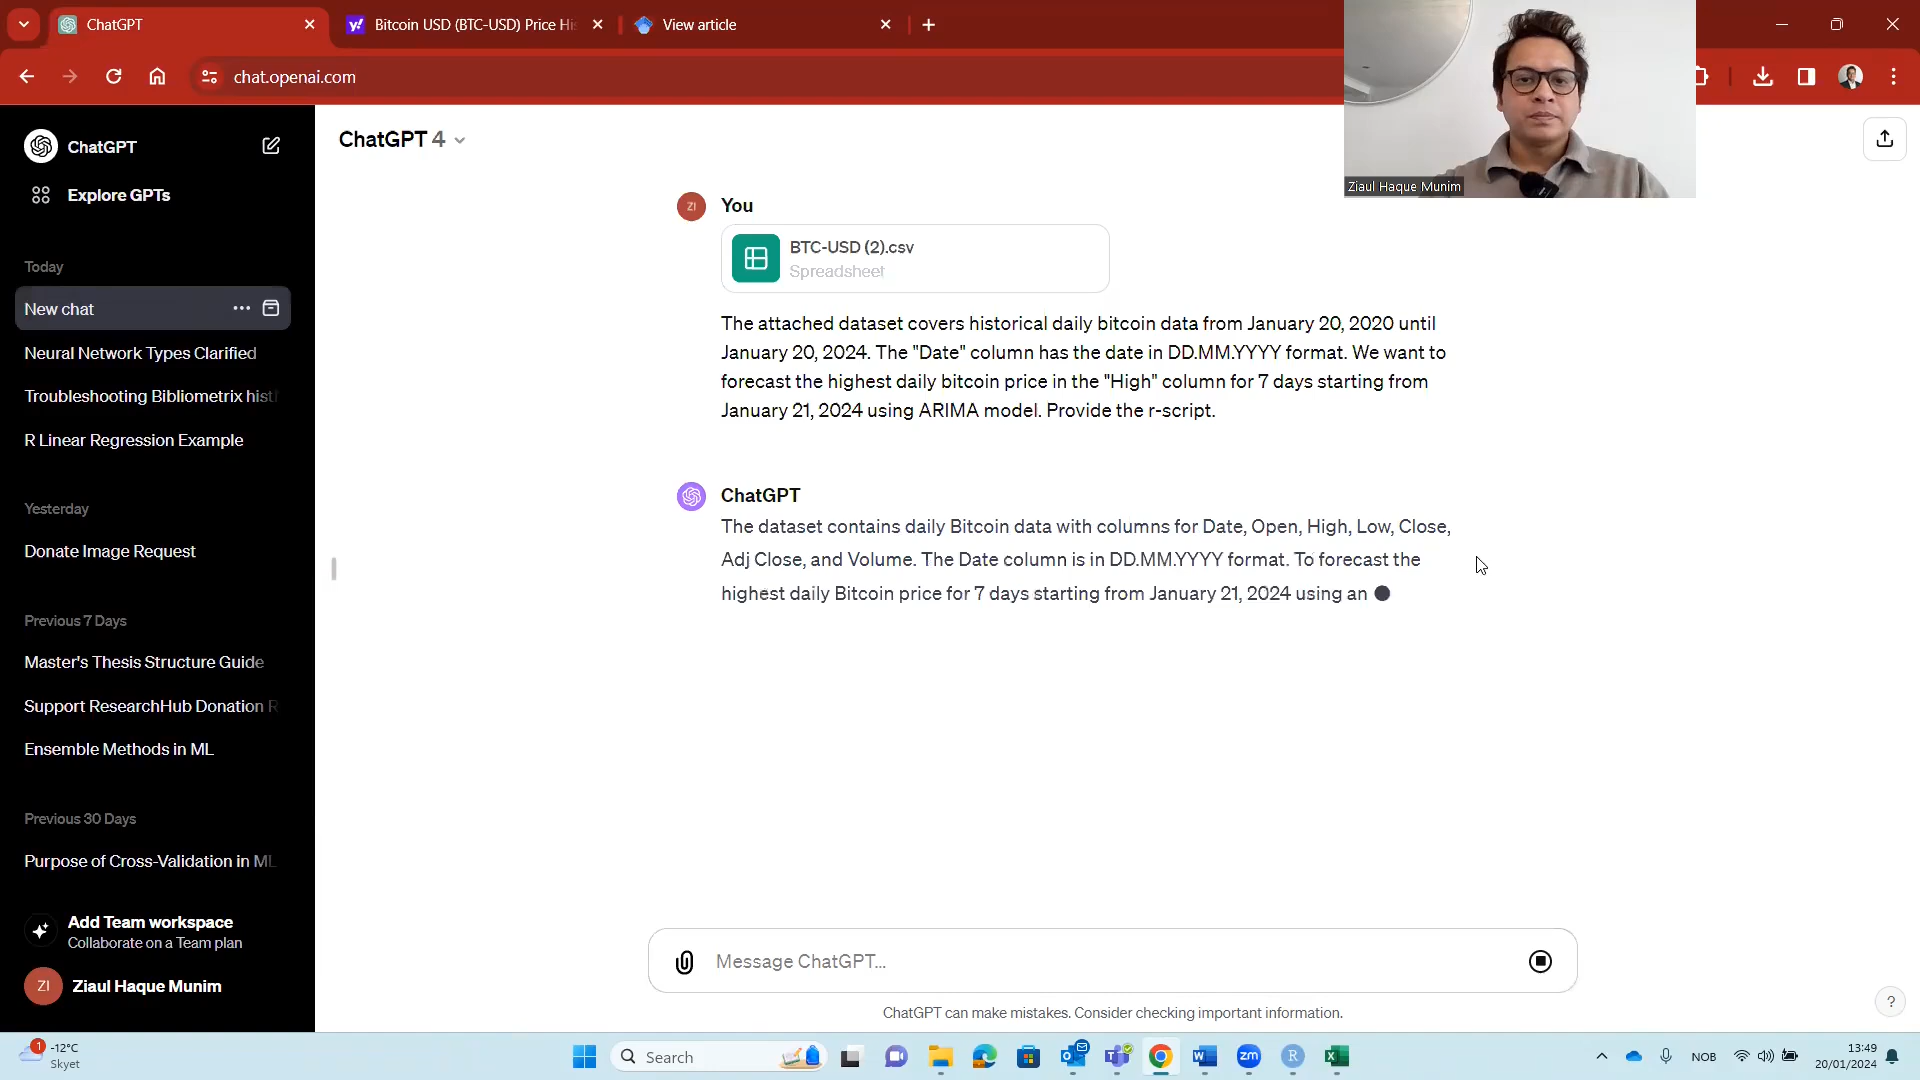 ChatGPT
Bitcoin USD (BTC-USD) Price His
View article
chat.openai.com
ChatGPT
Explore GPTs
Today
New chat
Neural Network Types Clarified
Troubleshooting Bibliometrix hist
R Linear Regression Example
Yesterday
Donate Image Request
Previous 7 Days
Master's Thesis Structure Guide
Support ResearchHub Donation R
Ensemble Methods in ML
Previous 30 Days
Purpose of Cross-Validation in ML
Add Team workspace
Collaborate on a Team plan
ZI
Ziaul Haque Munim
ChatGPT 4
Ziaul Haque Munim
ZI
You
BTC-USD (2).csv
Spreadsheet
The attached dataset covers historical daily bitcoin data from January 20, 2020 until
January 20, 2024. The "Date" column has the date in DD.MM.YYYY format. We want to
forecast the highest daily bitcoin price in the "High" column for 7 days starting from
January 21, 2024 using ARIMA model. Provide the r-script.
ChatGPT
The dataset contains daily Bitcoin data with columns for Date, Open, High, Low, Close,
Adj Close, and Volume. The Date column is in DD.MM.YYYY format. To forecast the
highest daily Bitcoin price for 7 days starting from January 21, 2024 using an
Message ChatGPT...
ChatGPT can make mistakes. Consider checking important information.
?
1
-12°C
Skyet
Search
zm
R
NOB
13:49
20/01/2024